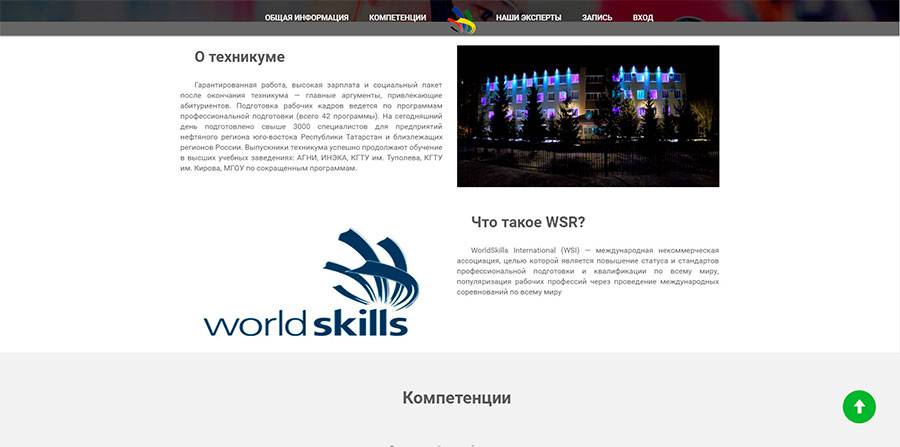 ОБЩАЯ ИНФОРМАЦИЯ КОМПЕТЕНЦИИ НАШИ ЭКСПЕРТЫ ЗАПИСЬ ВХОД
О техникуме
Гарантированная работа, высокая зарплата и социальный пакет
после окончания техникума — главные аргументы, привлекающие
абитуриентов. Подготовка рабочих кадров ведется по программам
профессиональной подготовки (всего 42 программы). На сегодняшний
день подготовлено свыше 3000 специалистов для предприятий
нефтяного региона юго-востока Республики Татарстан и близлежащих
регионов России. Выпускники техникума успешно продолжают обучение
в высших учебных заведениях: АГНИ, ИНЭКА, КГТУ им. Туполева, КГТУ
им. Кирова, МГОУ по сокращенным программам.
Что такое WSR?
WorldSkills International (WSI) — международная некоммерческая
ассоциация, целью которой является повышение статуса и стандартов
профессиональной подготовки и квалификации по всему миру,
популяризация рабочих профессий через проведение международных
соревнований по всему миру
world skills
Компетенции